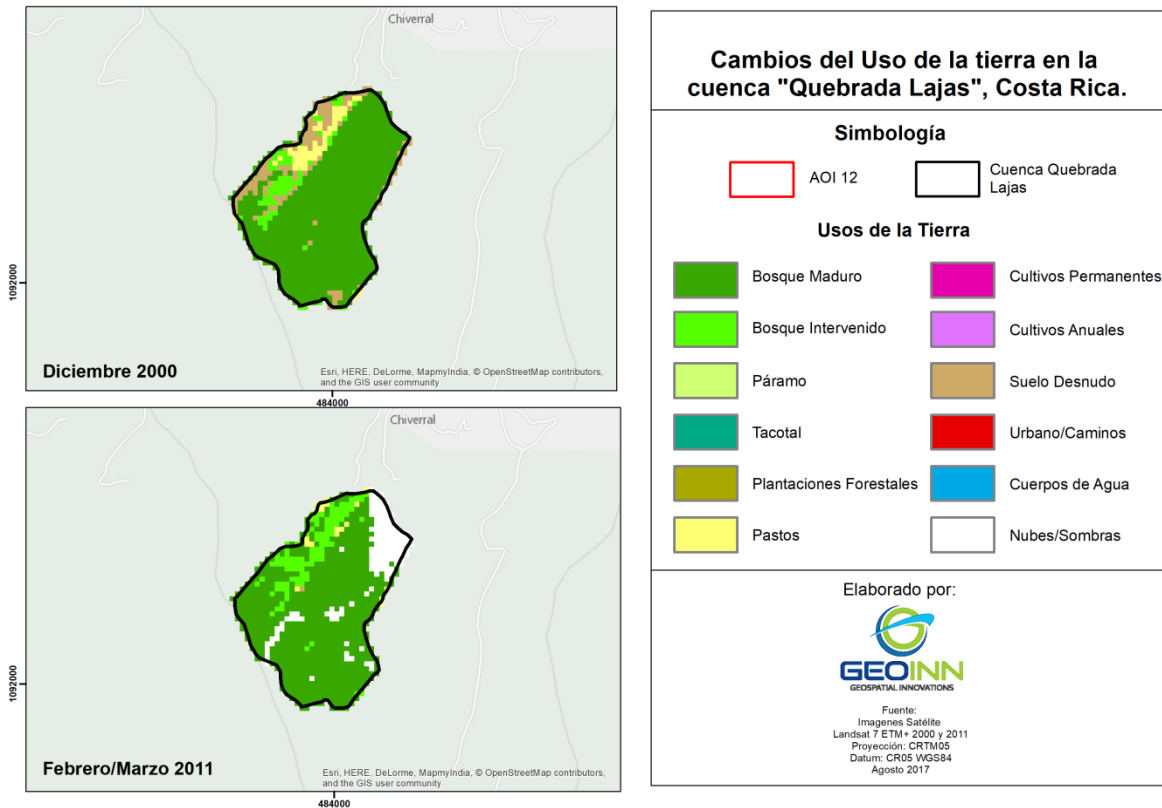 Chiverral
1092000
Diciembre 2000
Esri, HERE, DeLorme, MapmyIndia, © OpenStreetMap contributors,
and the GIS user community
484000
Chiverral
1092000
Febrero/Marzo 2011
Esri, HERE, DeLorme, MapmyIndia, © OpenStreetMap contributors,
and the GIS user community
484000
Cambios del Uso de la tierra en la
cuenca "Quebrada Lajas", Costa Rica.
Simbología
AOI 12
Cuenca Quebrada
Lajas
Usos de la Tierra
Bosque Maduro
Cultivos Permanentes
Bosque Intervenido
Cultivos Anuales
Páramo
Suelo Desnudo
Tacotal
Urbano/Caminos
Plantaciones Forestales
Cuerpos de Agua
Pastos
Nubes/Sombras
Elaborado por:
GEOINN
GEOSPATIAL INNOVATIONS
Fuente:
Imagenes Satélite
Landsat 7 ETM+ 2000 y 2011
Proyección: CRTM05
Datum: CR05 WGS84
Agosto 2017